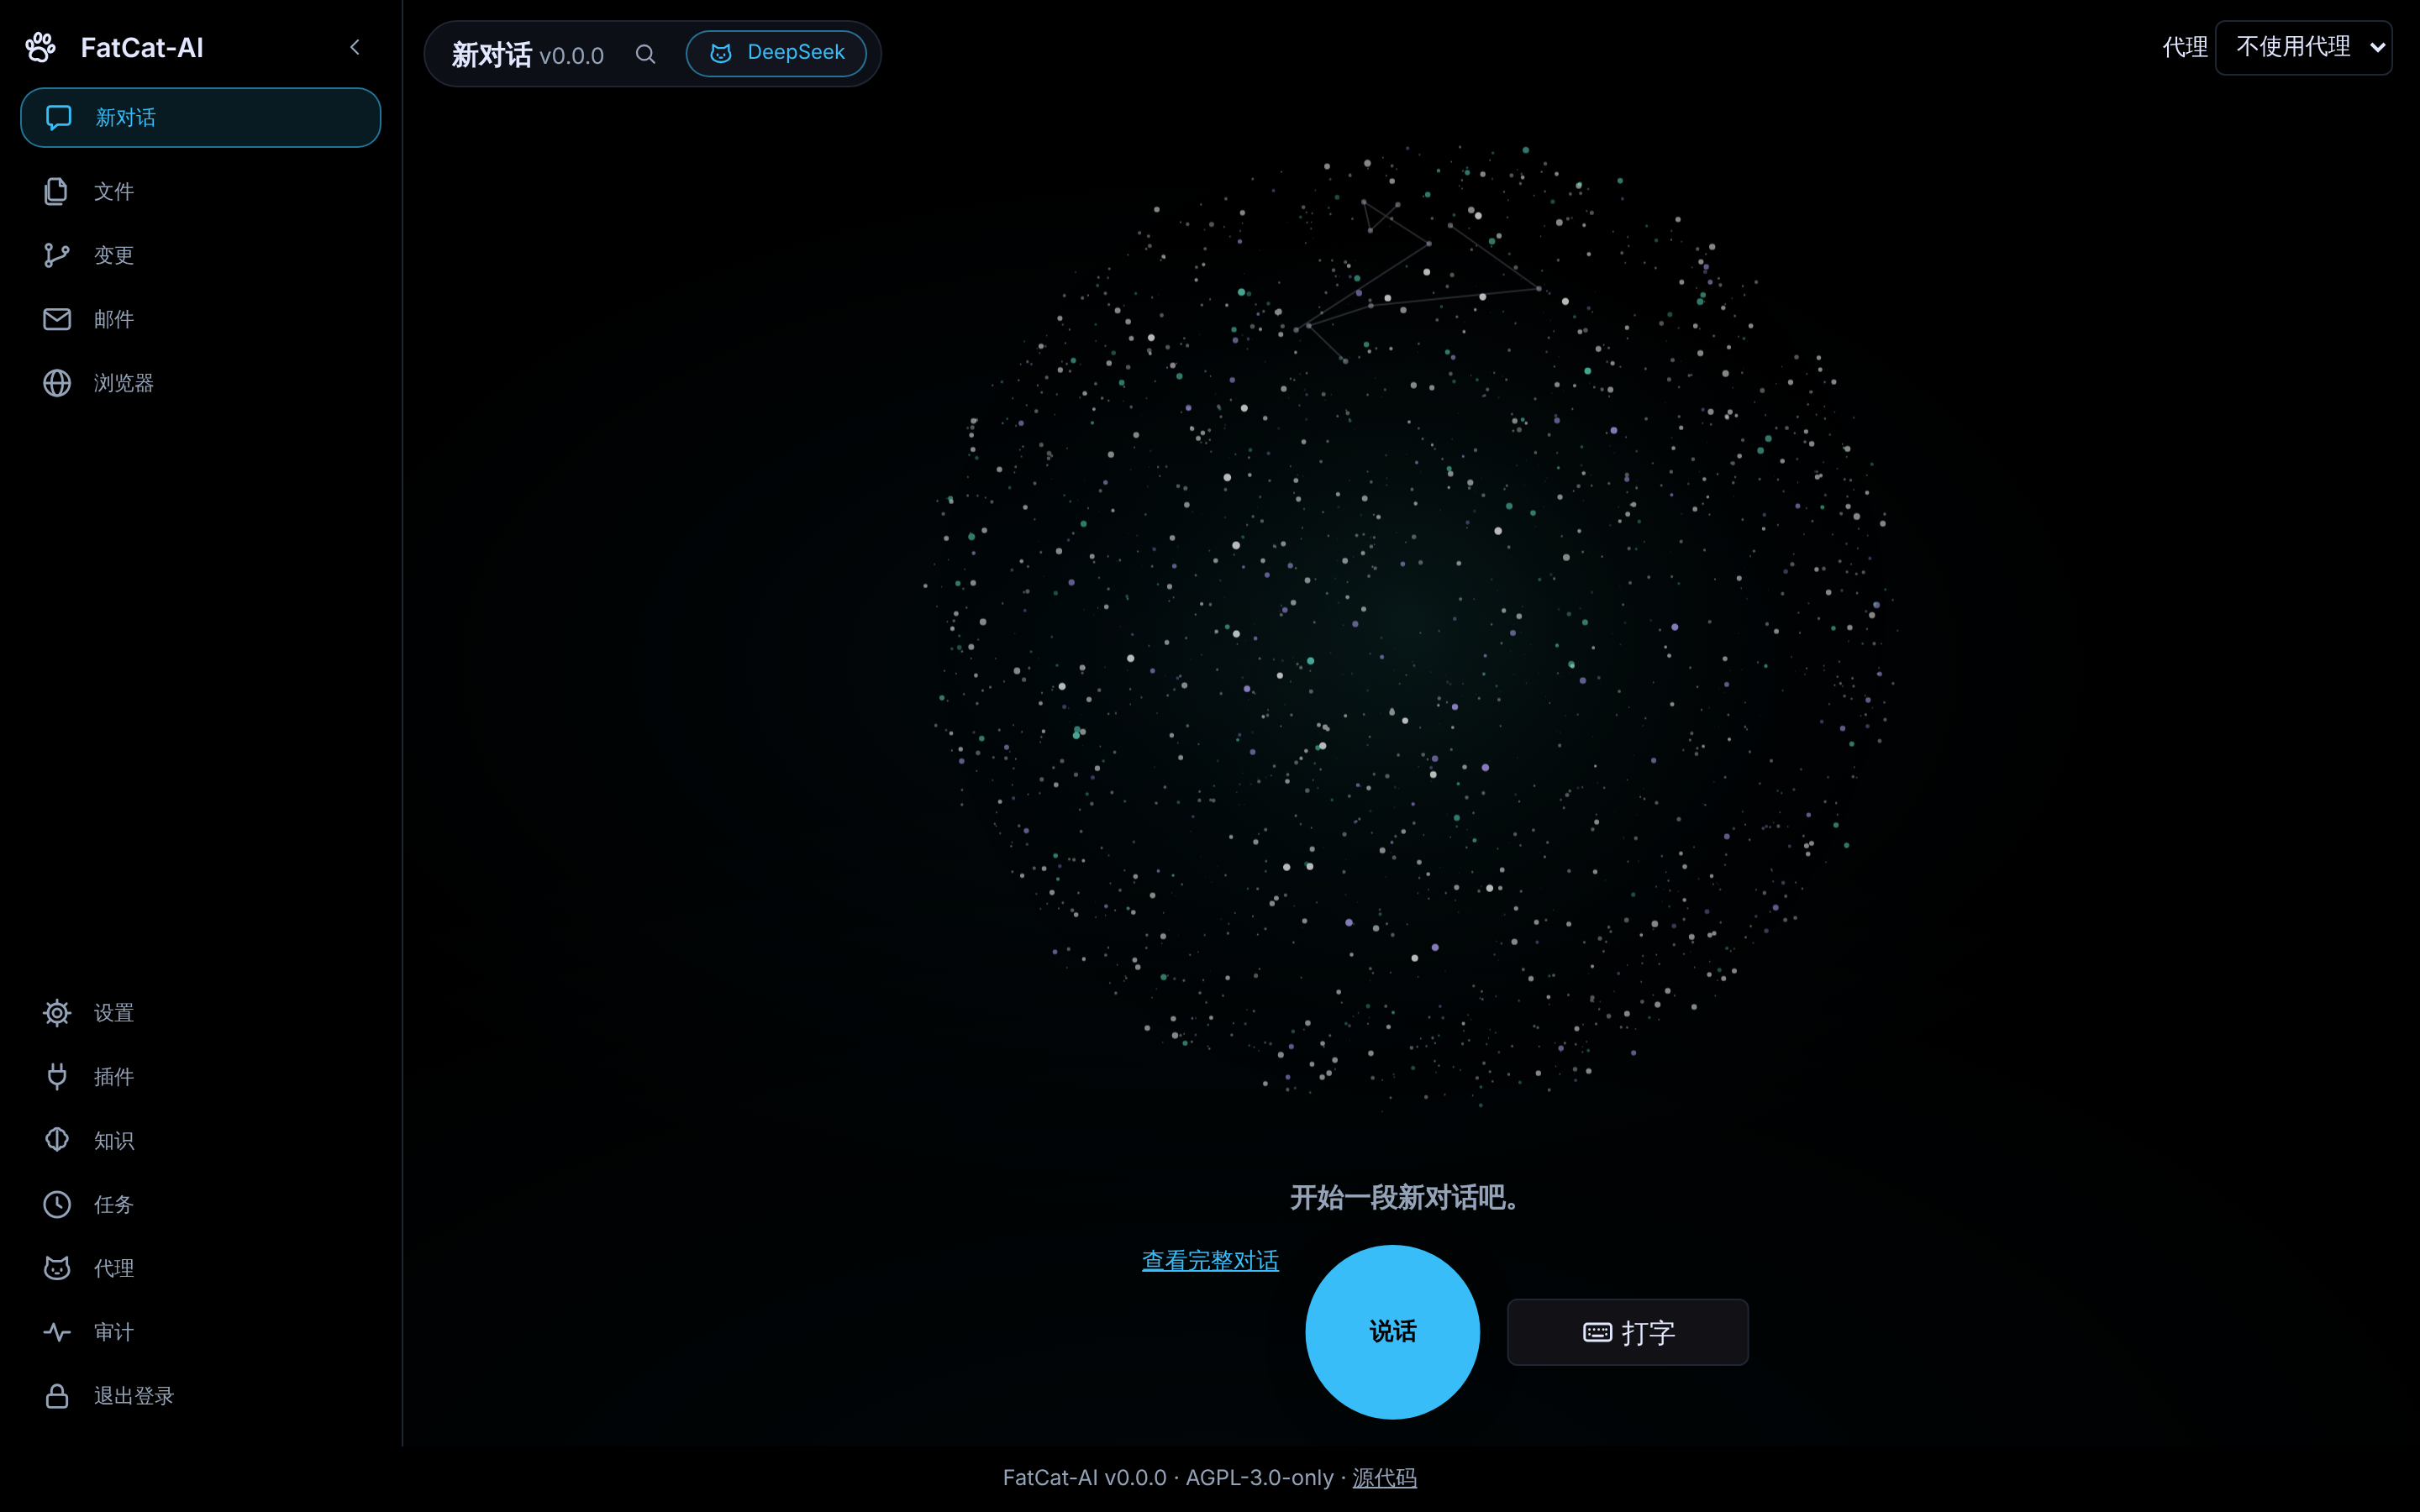 FatCat-AI
新对话
文件
变更
邮件
浏览器
设置
插件
知识
任务
代理
审计
退出登录
新对话 v0.0.0
DeepSeek
代理 不使用代理
开始一段新对话吧。
查看完整对话
说话
打字
FatCat-AI v0.0.0 · AGPL-3.0-only · 源代码